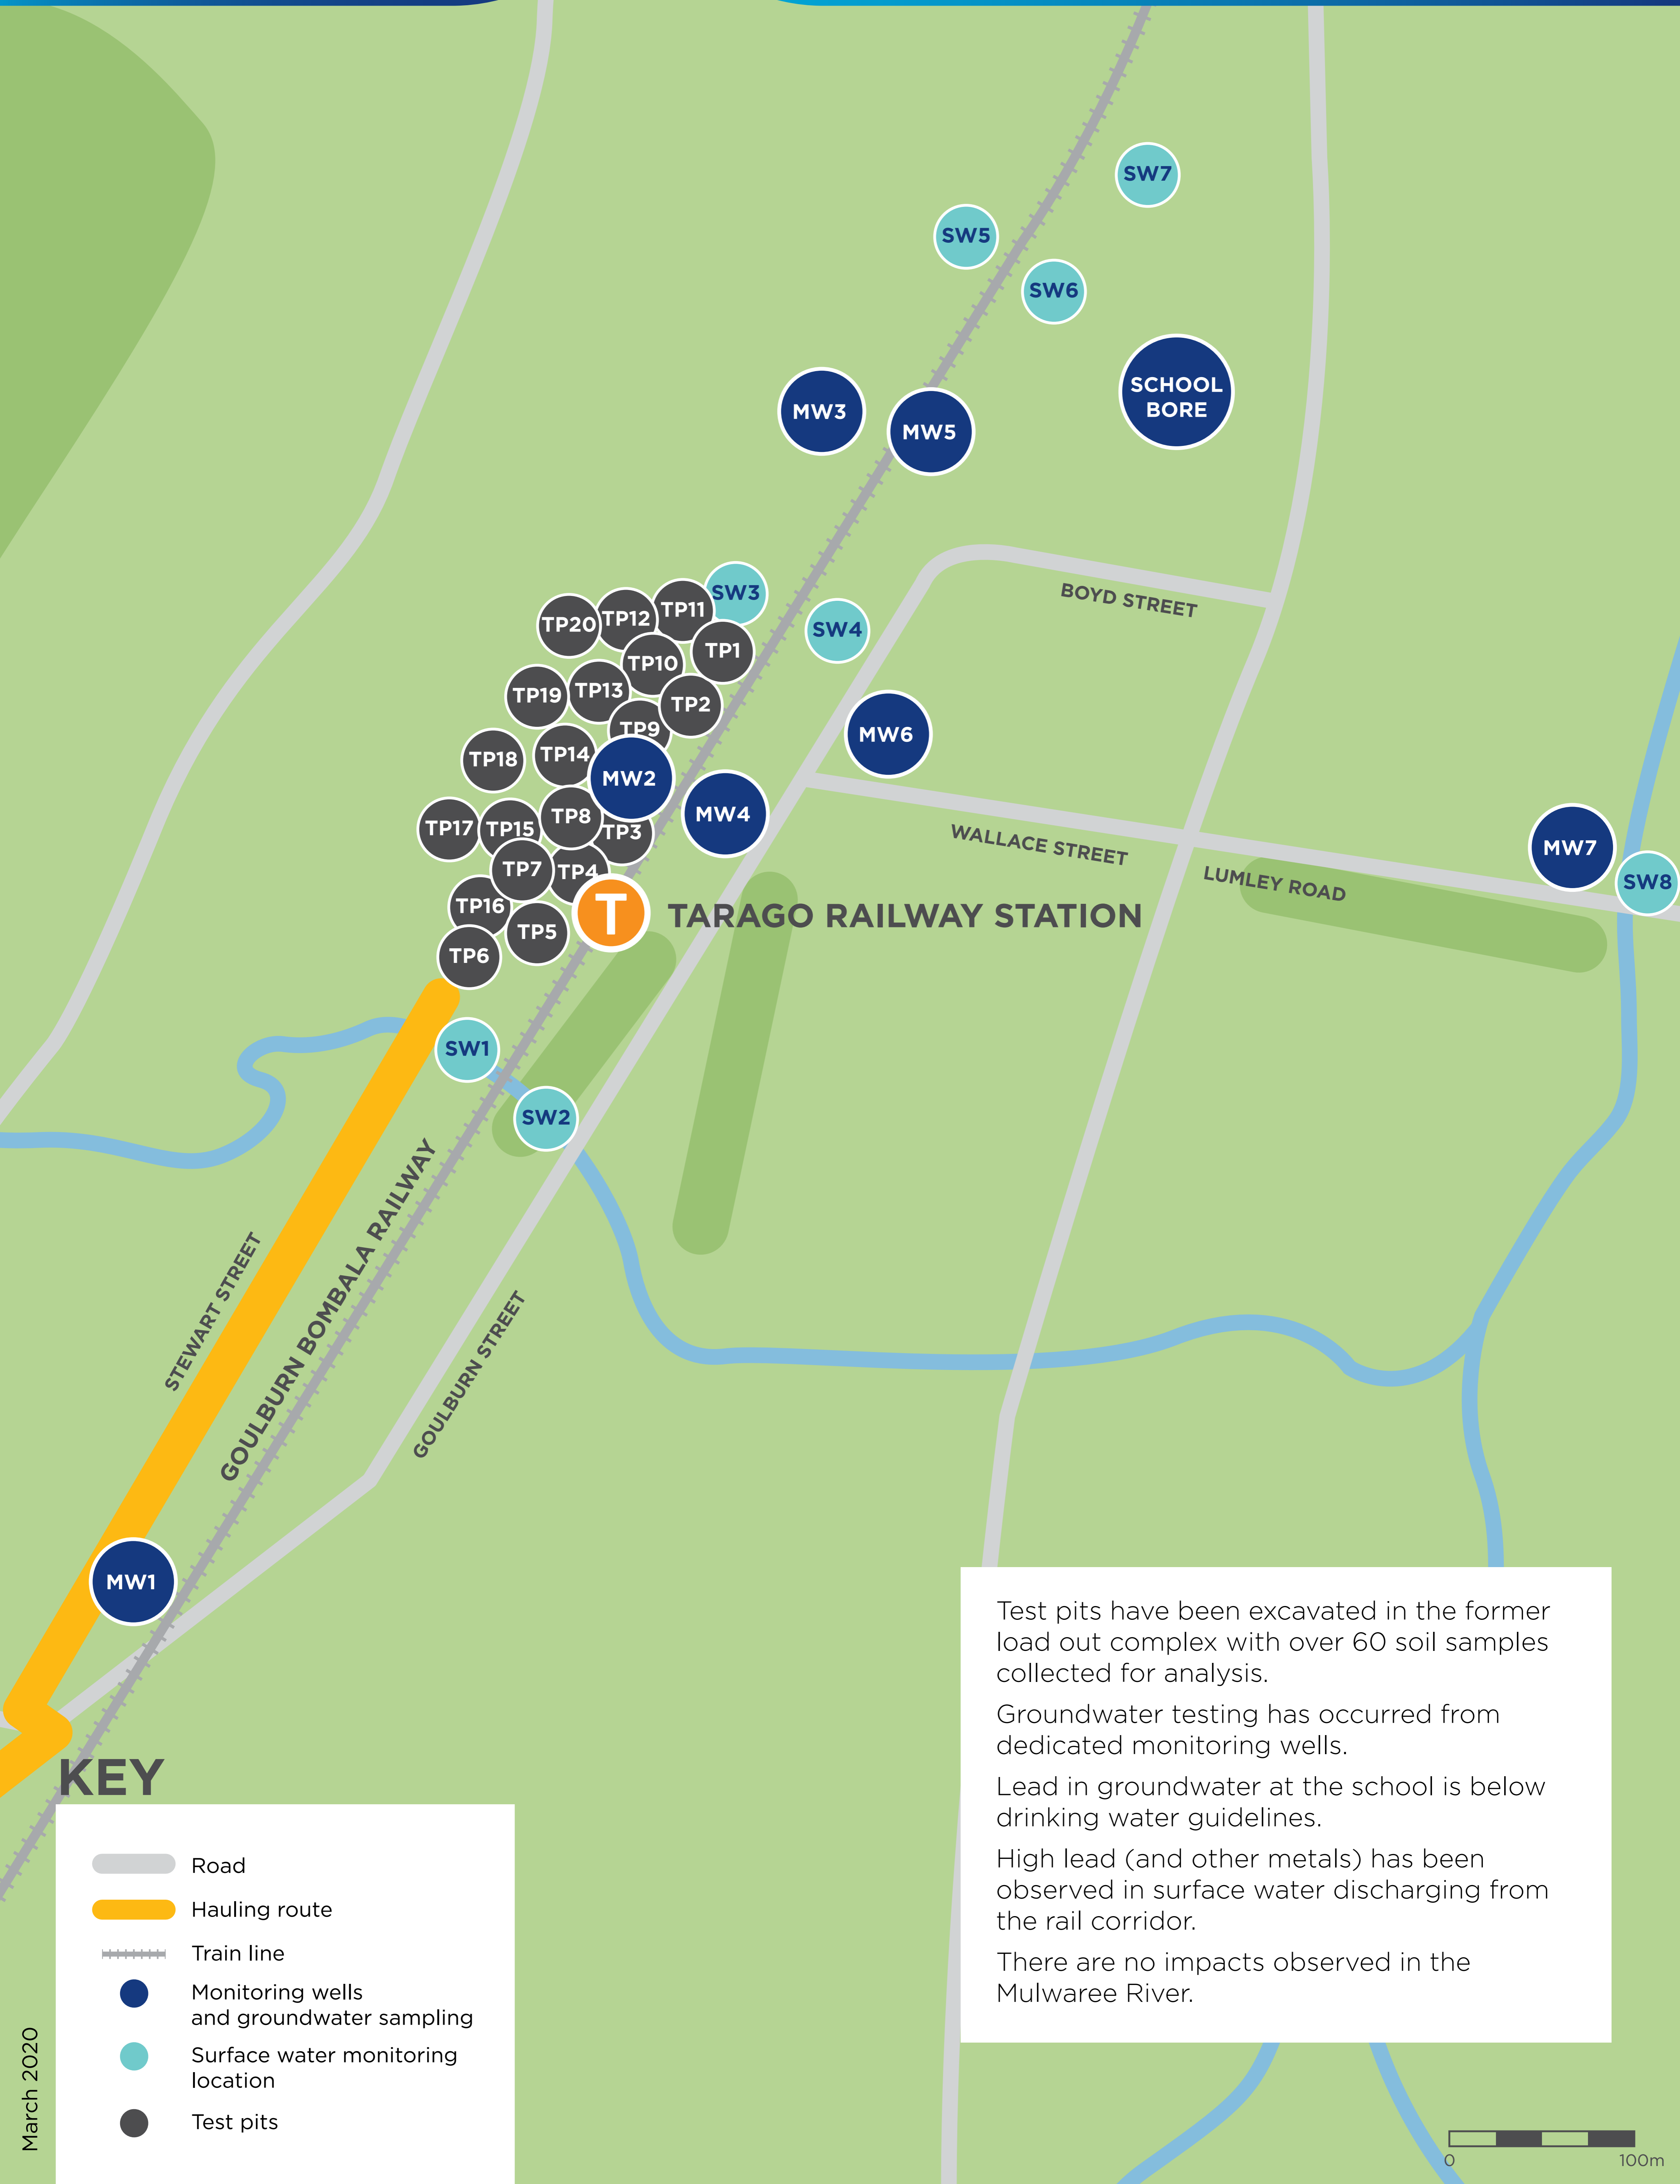 SW7
SW5
SW6
SCHOOL
BORE
MW3
MW5
BOYD STREET
SW3
TP11
TP12
TP20
SW4
TP1
TP10
TP13
TP19
TP2
TP9
MW6
TP14
TP18
MW2
MW4
TP8
TP17
TP15
TP3
WALLACE STREET
MW7
LUMLEY ROAD
SW8
TP7
TP4
TP16
T
TARAGO RAILWAY STATION
TP5
TP6
SW1
SW2
STEWART STREET
GOULBURN BOMBALA RAILWAY
GOULBURN STREET
MW1
Test pits have been excavated in the former
load out complex with over 60 soil samples
collected for analysis.
Groundwater testing has occurred from
dedicated monitoring wells.
Lead in groundwater at the school is below
drinking water guidelines.
High lead (and other metals) has been
observed in surface water discharging from
the rail corridor.
There are no impacts observed in the
Mulwaree River.
KEY
Road
Hauling route
Train line
Monitoring wells
and groundwater sampling
Surface water monitoring
location
Test pits
March 2020
0 100m